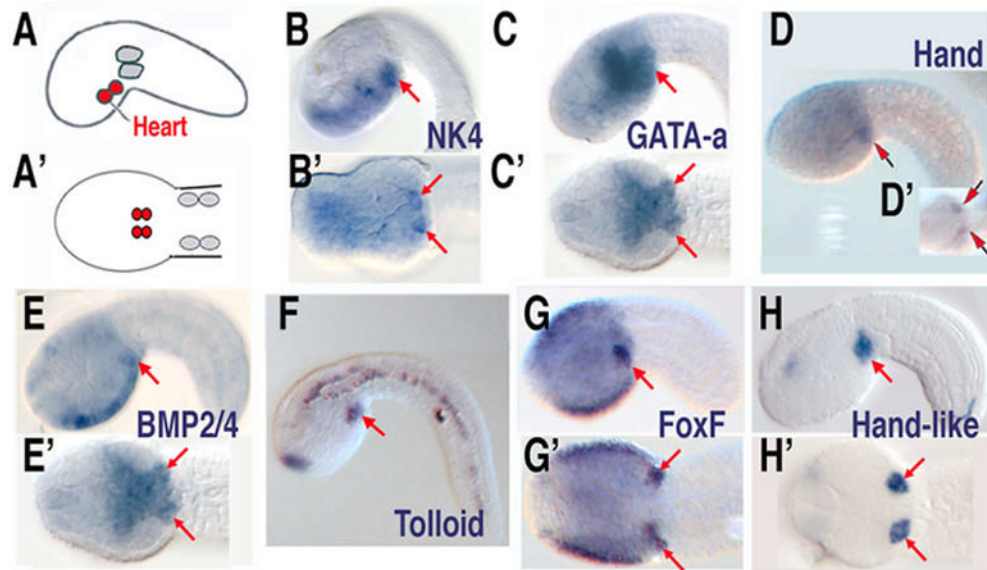 A
Heart
A'
B
NK4
B'
C
GATA-a
C'
D
Hand
D'
E
BMP2/4
E'
F
Tolloid
G
FoxF
G'
H
Hand-like
H'